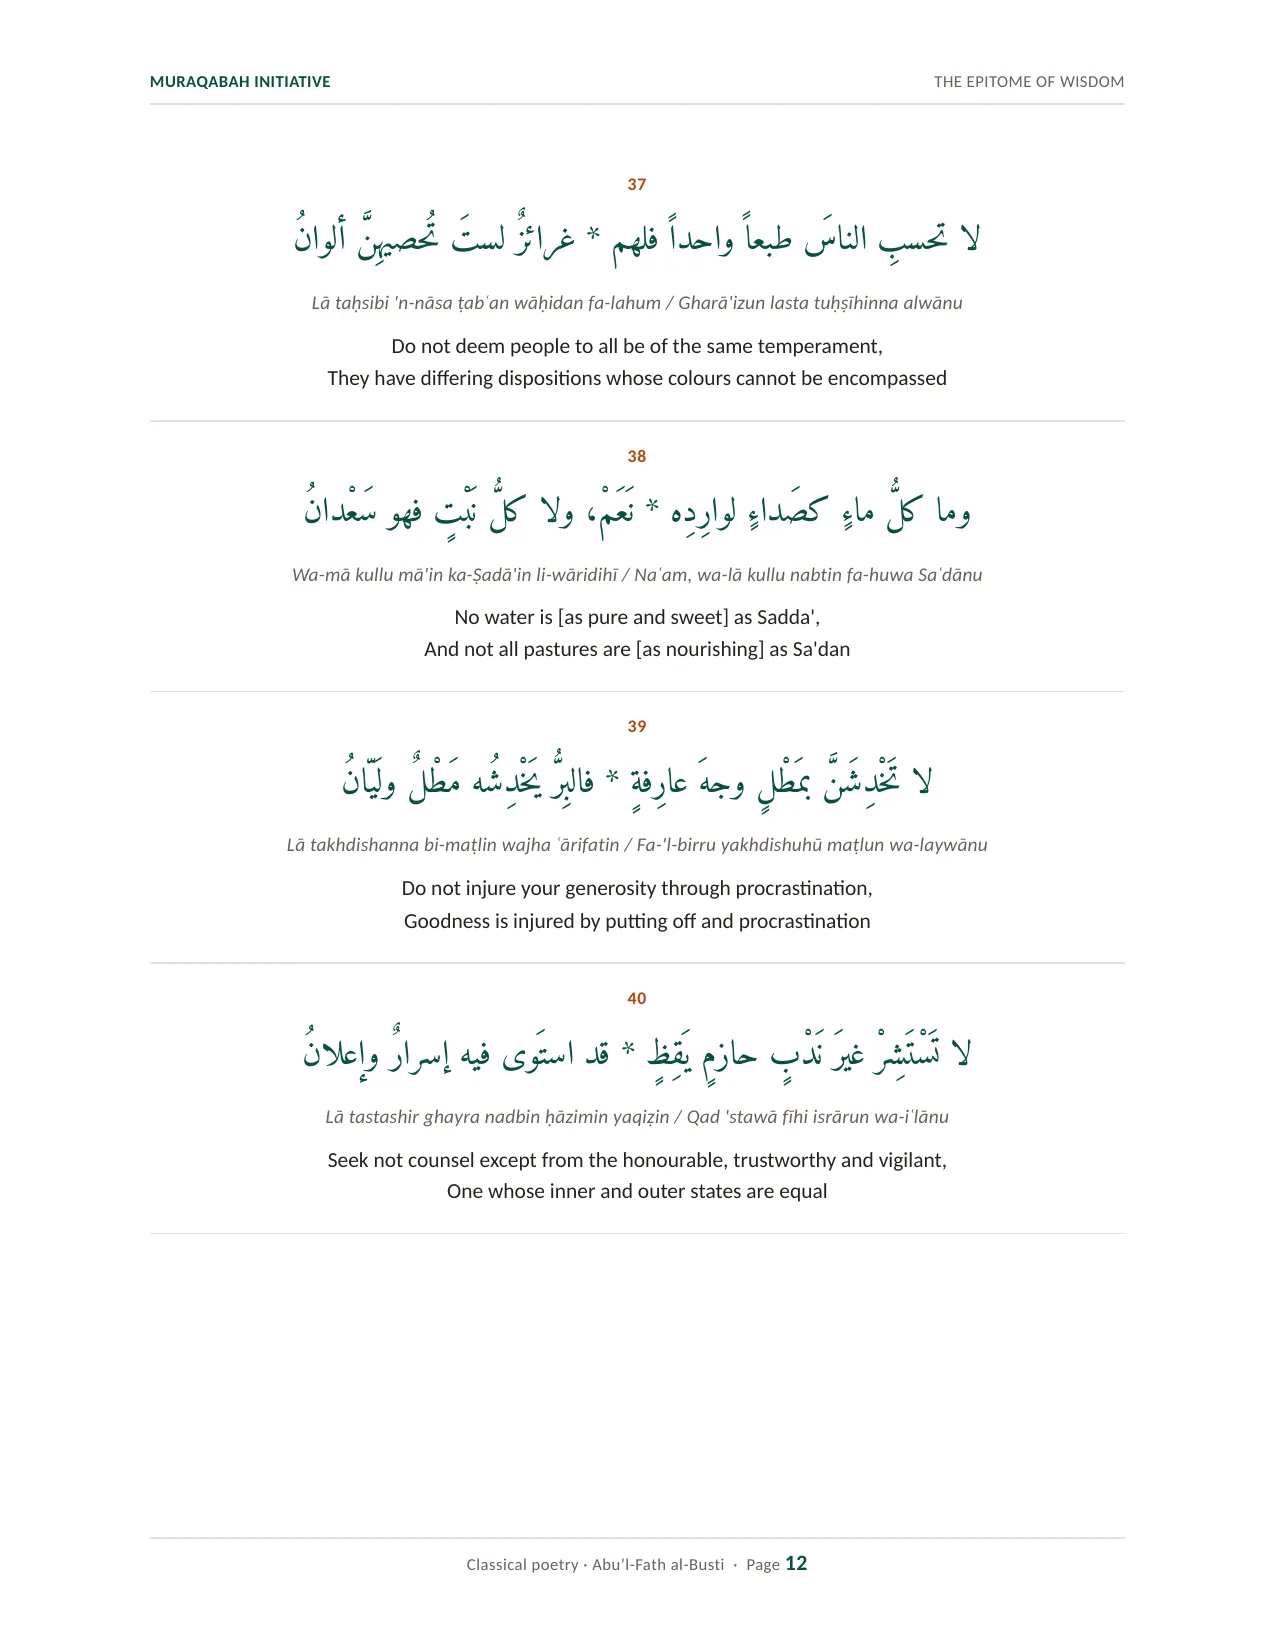 MURAQABAH INITIATIVE
THE EPITOME OF WISDOM
37
لا تحسبِ الناسَ طبعاً واحداً فلهم * غرائزٌ لستَ تُحصيهِنَّ ألوانُ
Lā taḥsibi 'n-nāsa ṭabʿan wāḥidan fa-lahum / Gharā'izun lasta tuḥṣīhinna alwānu
Do not deem people to all be of the same temperament,
They have differing dispositions whose colours cannot be encompassed
38
وما كلُّ ماءٍ كصَداءٍ لوارِدِه * نَعَمْ، ولا كلُّ نَبْتٍ فهو سَعْدانُ
Wa-mā kullu mā'in ka-Ṣadā'in li-wāridihī / Naʿam, wa-lā kullu nabtin fa-huwa Saʿdānu
No water is [as pure and sweet] as Sadda',
And not all pastures are [as nourishing] as Sa'dan
39
لا تَخْدِشَنَّ بمَطْلٍ وجهَ عارِفةٍ * فالبِرُّ يَخْدِشُه مَطْلٌ ولَيّانُ
Lā takhdishanna bi-maṭlin wajha ʿārifatin / Fa-'l-birru yakhdishuhū maṭlun wa-laywānu
Do not injure your generosity through procrastination,
Goodness is injured by putting off and procrastination
40
لا تَسْتَشِرْ غيرَ نَدْبٍ حازمٍ يَقِظٍ * قد استَوى فيه إسرارٌ وإعلانُ
Lā tastashir ghayra nadbin ḥāzimin yaqiẓin / Qad 'stawā fīhi isrārun wa-iʿlānu
Seek not counsel except from the honourable, trustworthy and vigilant,
One whose inner and outer states are equal
Classical poetry · Abu’l-Fath al-Busti · Page 12